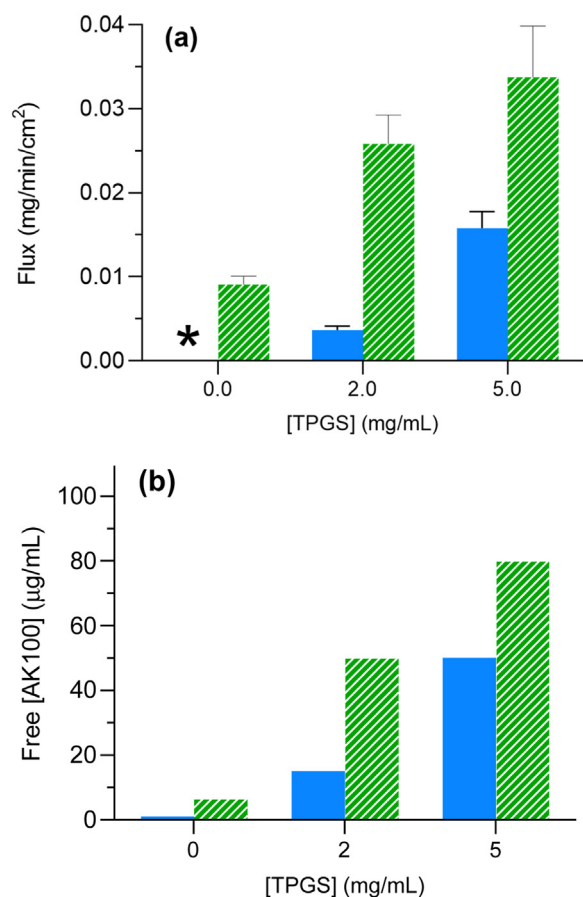 (a)
0.04
0.03
0.02
0.01
0.00
Flux (mg/min/cm²)
*
0.0 2.0 5.0
[TPGS] (mg/mL)
(b)
100
80
60
40
20
0
Free [AK100] (μg/mL)
0 2 5
[TPGS] (mg/mL)